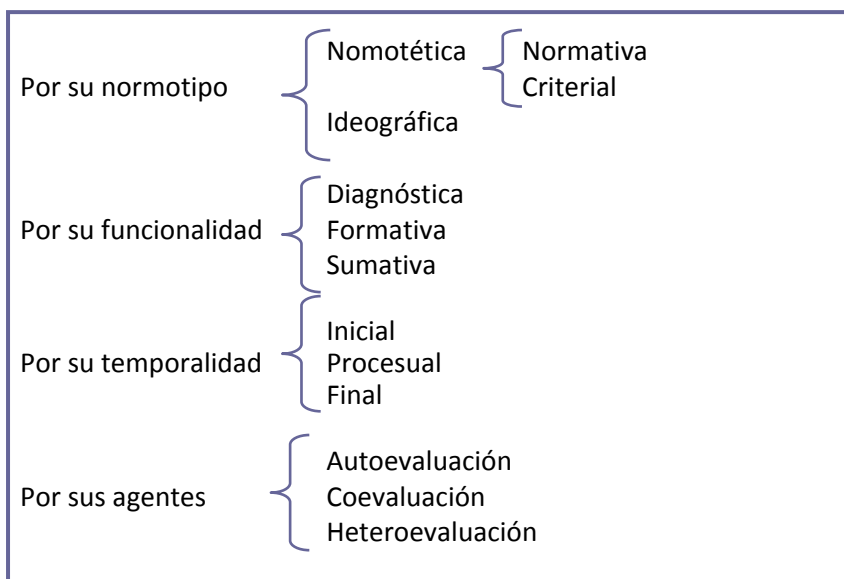 Nomotética
Normativa
Criterial
Por su normotipo
Ideográfica
Diagnóstica
Por su funcionalidad
Formativa
Sumativa
Inicial
Por su temporalidad
Procesual
Final
Autoevaluación
Por sus agentes
Coevaluación
Heteroevaluación